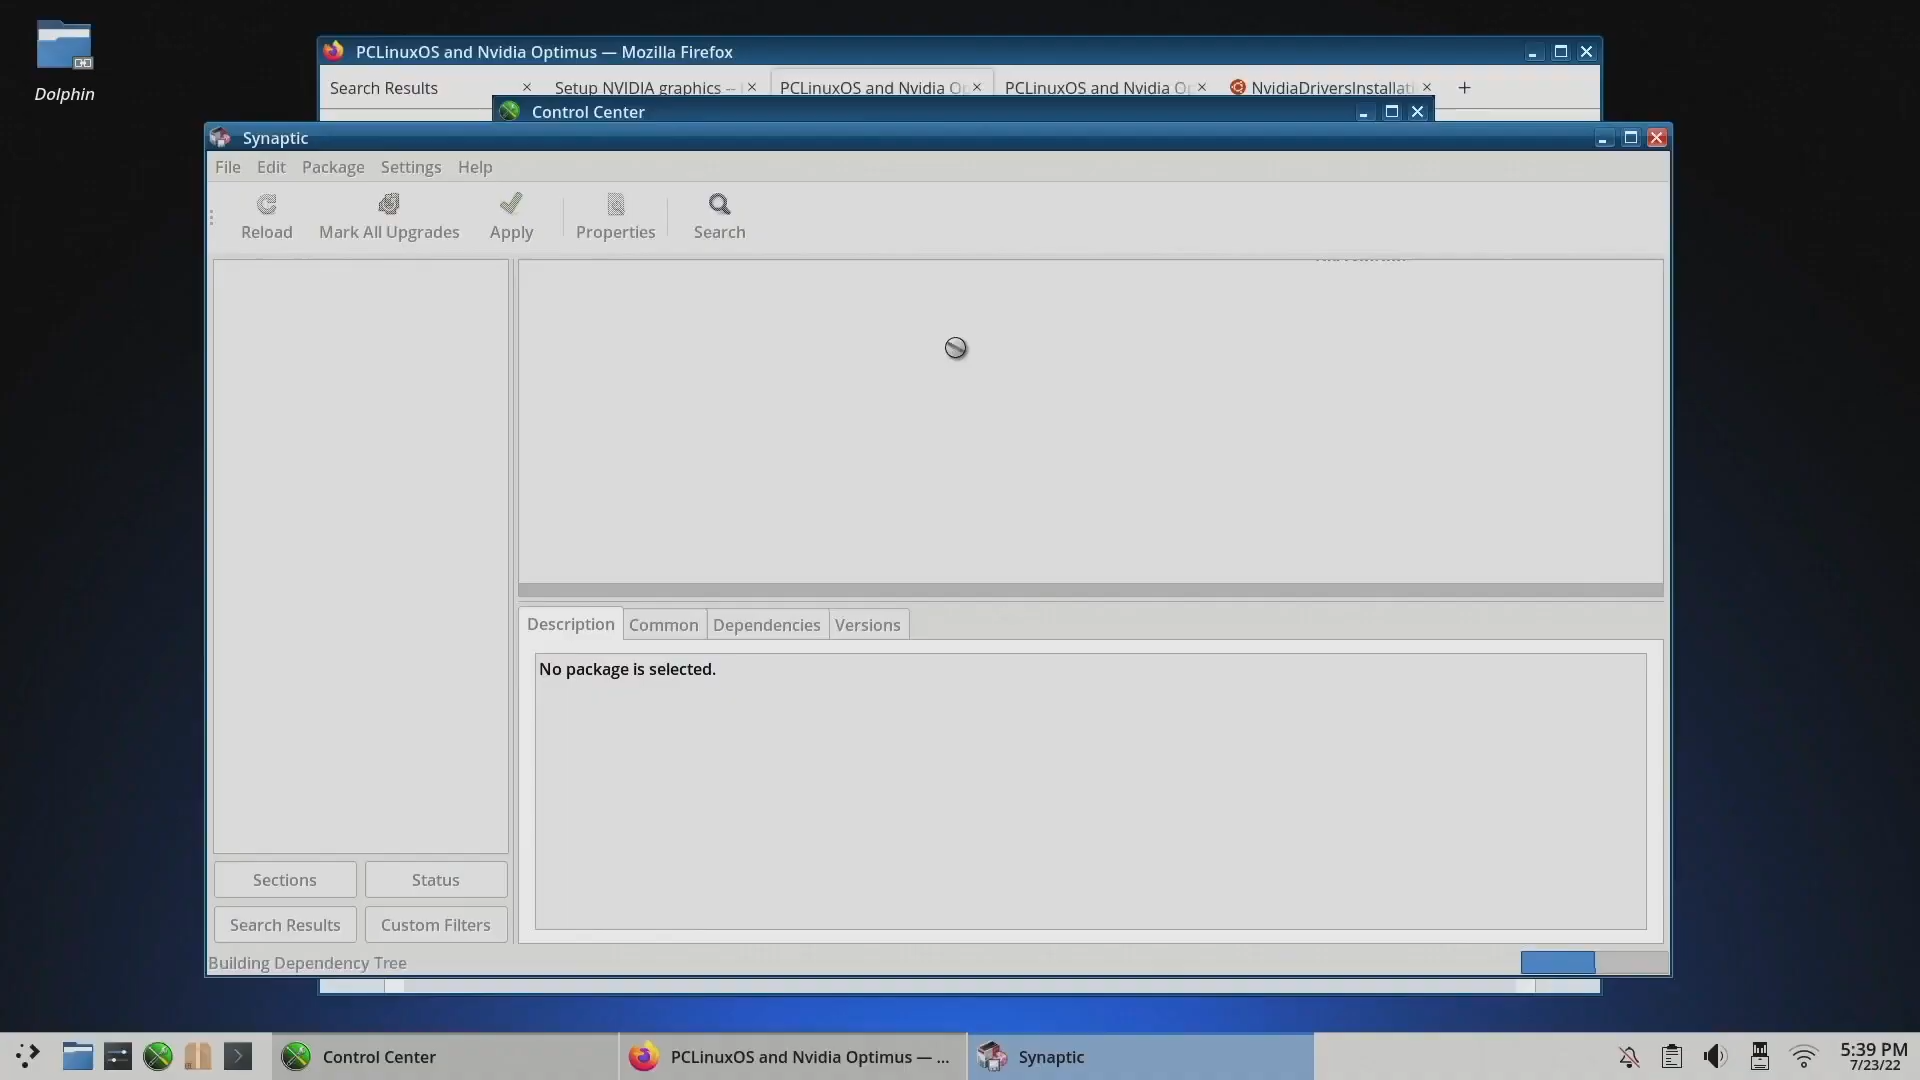 Dolphin
PCLinuxOS and Nvidia Optimus — Mozilla Firefox
Search Results
Setup NVIDIA graphics —
PCLinuxOS and Nvidia O
PCLinuxOS and Nvidia O
NvidiaDriversInstallati
Control Center
Synaptic
File Edit Package Settings Help
Reload Mark All Upgrades Apply Properties Search
Description Common Dependencies Versions
No package is selected.
Sections Status
Search Results Custom Filters
Building Dependency Tree
Control Center
PCLinuxOS and Nvidia Optimus — ...
Synaptic
5:39 PM
7/23/22